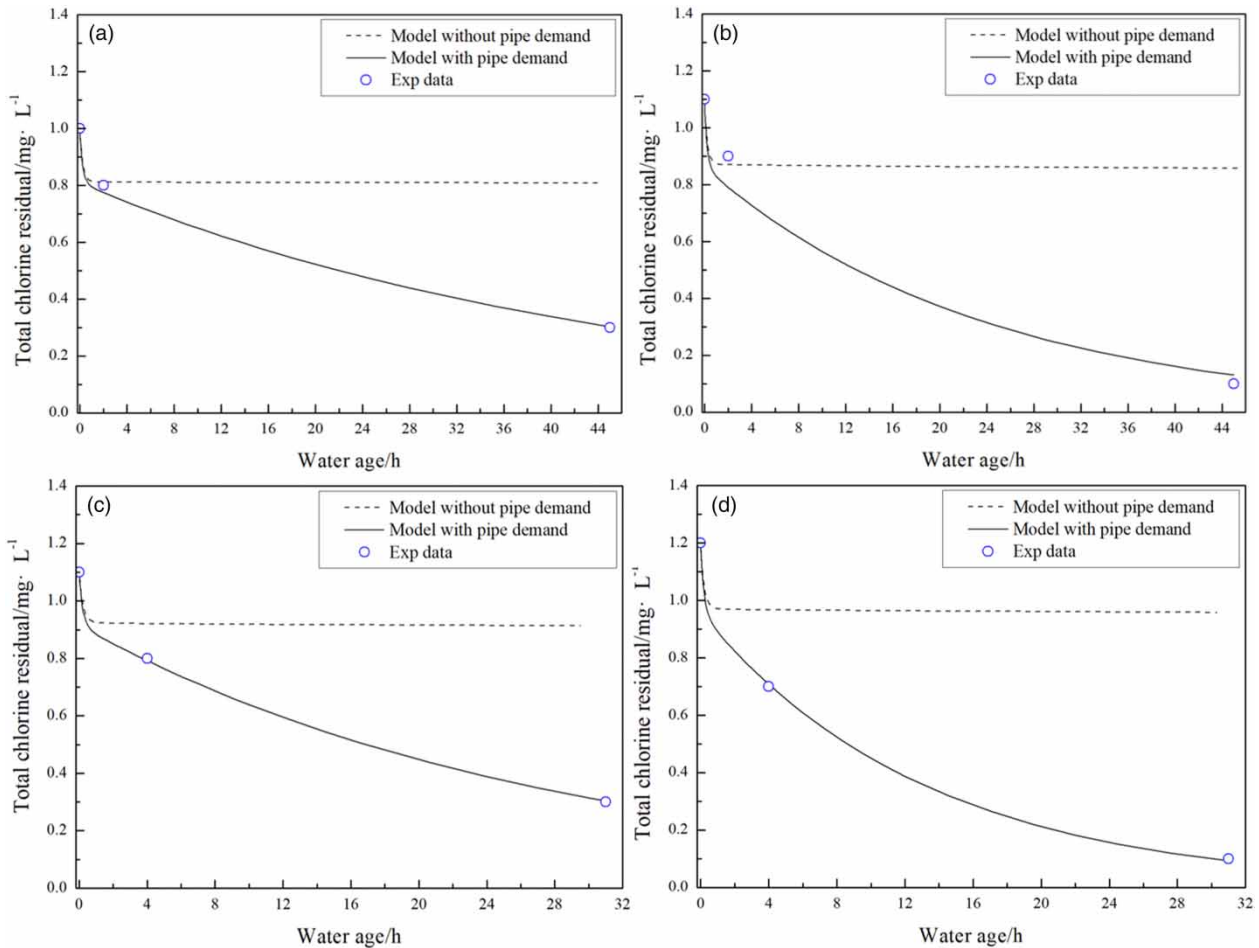 (a)
Model without pipe demand
Model with pipe demand
Exp data
Total chlorine residual/mg· L⁻¹
1.4
1.2
1.0
0.8
0.6
0.4
0.2
0.0
0 4 8 12 16 20 24 28 32 36 40 44
Water age/h
(b)
Model without pipe demand
Model with pipe demand
Exp data
Total chlorine residual/mg· L⁻¹
1.4
1.2
1.0
0.8
0.6
0.4
0.2
0.0
0 4 8 12 16 20 24 28 32 36 40 44
Water age/h
(c)
Model without pipe demand
Model with pipe demand
Exp data
Total chlorine residual/mg· L⁻¹
1.4
1.2
1.0
0.8
0.6
0.4
0.2
0.0
0 4 8 12 16 20 24 28 32
Water age/h
(d)
Model without pipe demand
Model with pipe demand
Exp data
Total chlorine residual/mg· L⁻¹
1.4
1.2
1.0
0.8
0.6
0.4
0.2
0.0
0 4 8 12 16 20 24 28 32
Water age/h